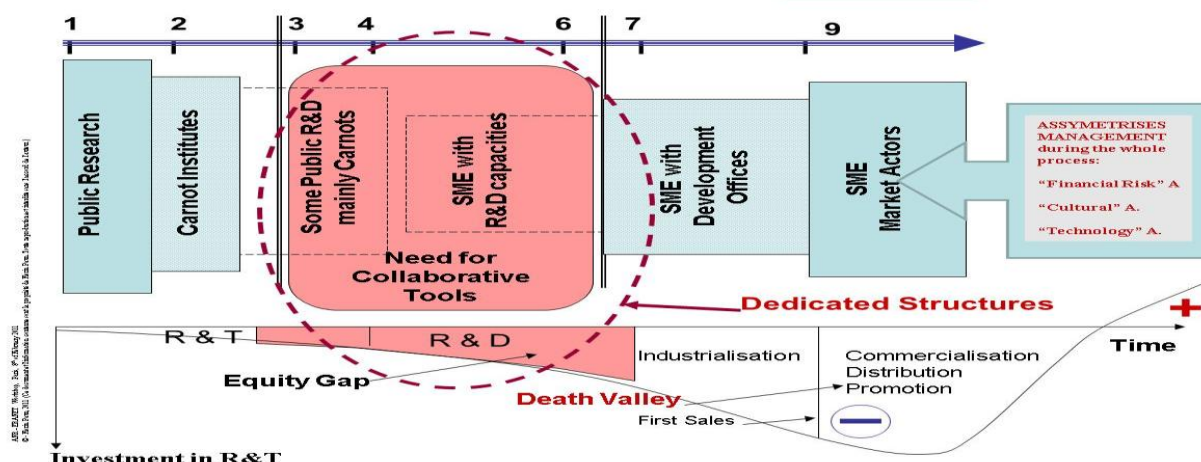 1 2 3 4 6 7 9
Public Research
Carnot Institutes
Some Public R&D
mainly Carnots
SME with
R&D capacities
Need for
Collaborative
Tools
SME with
Development
Offices
SME
Market Actors
ASSYMETRISES
MANAGEMENT
during the whole
process:
"Financial Risk" A
"Cultural" A.
"Technology" A.
Dedicated Structures
R & T
R & D
Equity Gap
Industrialisation
Death Valley
First Sales
Commercialisation
Distribution
Promotion
+
Time
Investment in R&T